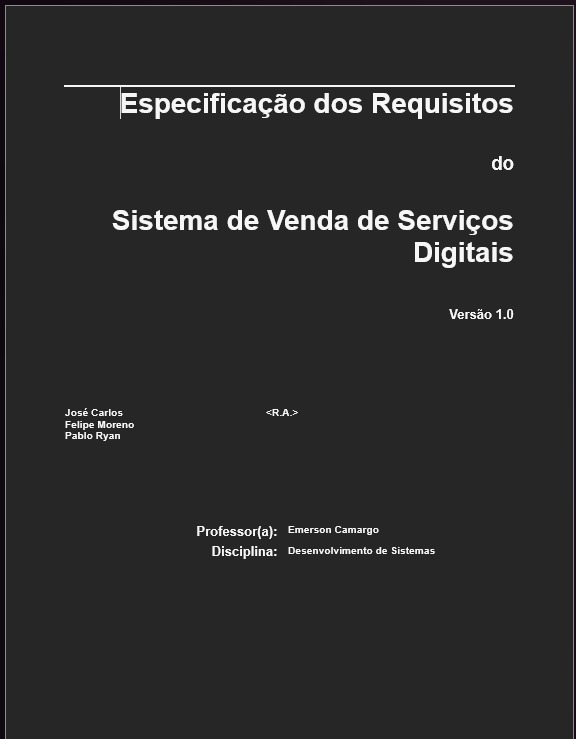 Especificação dos Requisitos
do
Sistema de Venda de Serviços
Digitais
Versão 1.0
José Carlos <R.A.>
Felipe Moreno
Pablo Ryan
Professor(a): Emerson Camargo
Disciplina: Desenvolvimento de Sistemas